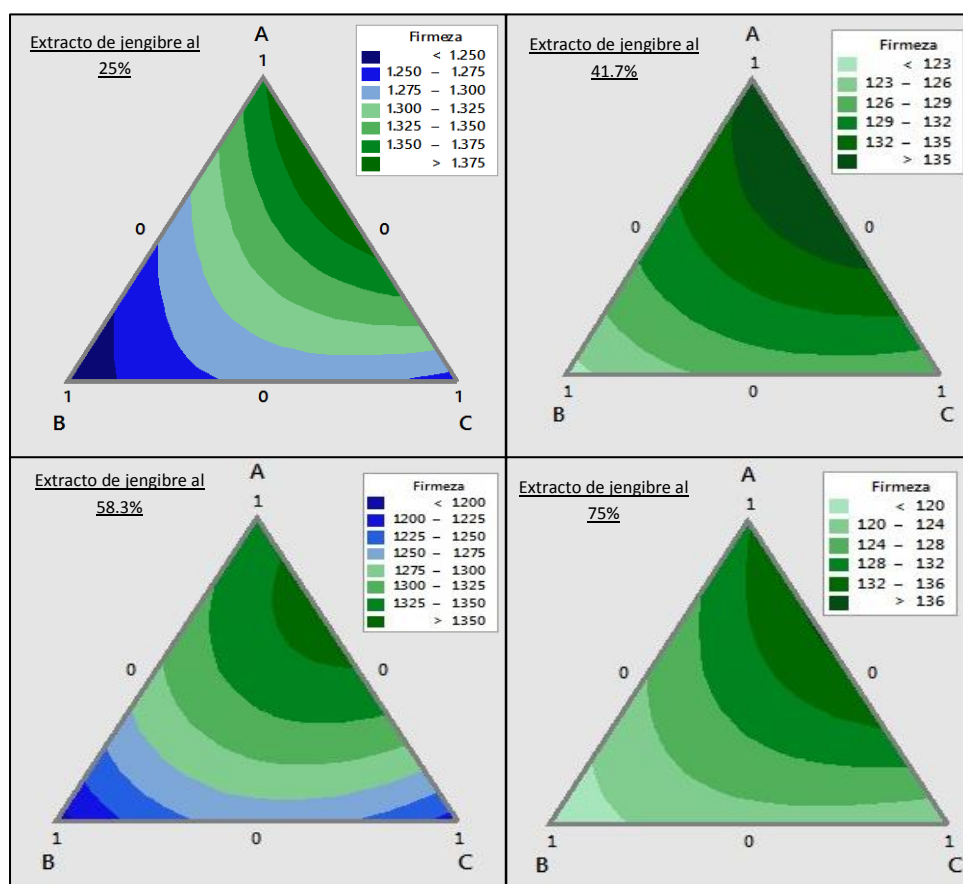 Extracto de jengibre al
25%
A
1
Firmeza
< 1.250
1.250 – 1.275
1.275 – 1.300
1.300 – 1.325
1.325 – 1.350
1.350 – 1.375
> 1.375
0
0
1
0
1
B
C
Extracto de jengibre al
41.7%
A
1
Firmeza
< 123
123 – 126
126 – 129
129 – 132
132 – 135
> 135
0
0
1
0
1
B
C
Extracto de jengibre al
58.3%
A
1
Firmeza
< 1200
1200 – 1225
1225 – 1250
1250 – 1275
1275 – 1300
1300 – 1325
1325 – 1350
> 1350
0
0
1
0
1
B
C
Extracto de jengibre al
75%
A
1
Firmeza
< 120
120 – 124
124 – 128
128 – 132
132 – 136
> 136
0
0
1
0
1
B
C